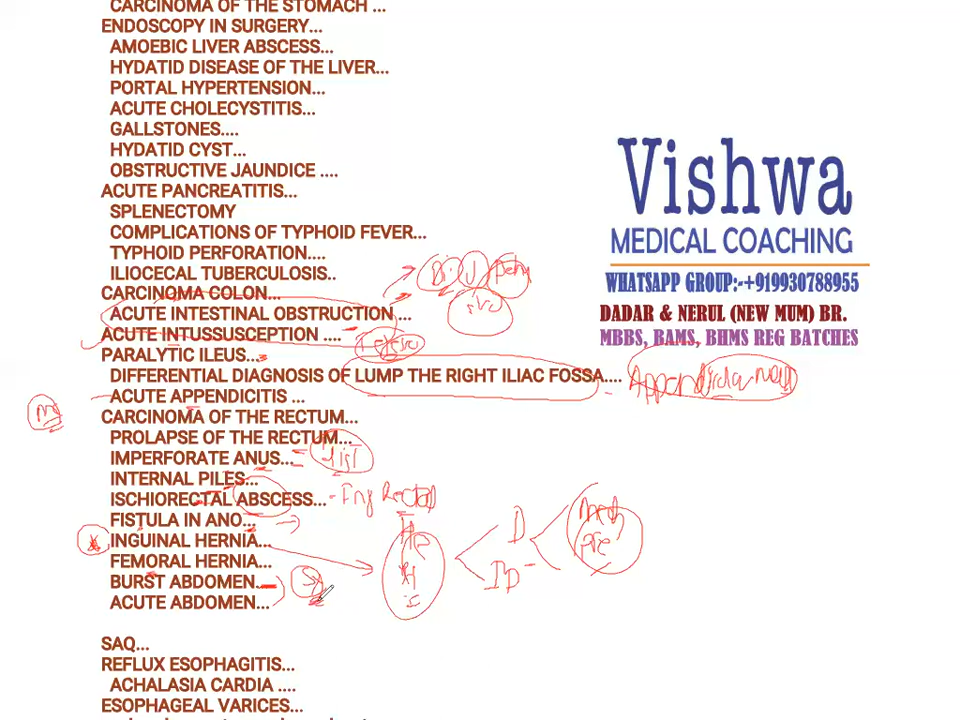 CARCINOMA OF THE STOMACH ...
ENDOSCOPY IN SURGERY...
AMOEBIC LIVER ABSCESS...
HYDATID DISEASE OF THE LIVER...
PORTAL HYPERTENSION...
ACUTE CHOLECYSTITIS...
GALLSTONES....
HYDATID CYST...
OBSTRUCTIVE JAUNDICE ....
ACUTE PANCREATITIS...
SPLENECTOMY
COMPLICATIONS OF TYPHOID FEVER...
TYPHOID PERFORATION....
ILIOCECAL TUBERCULOSIS..
CARCINOMA COLON...
ACUTE INTESTINAL OBSTRUCTION ...
ACUTE INTUSSUSCEPTION ....
PARALYTIC ILEUS...
DIFFERENTIAL DIAGNOSIS OF LUMP THE RIGHT ILIAC FOSSA....
ACUTE APPENDICITIS ...
CARCINOMA OF THE RECTUM...
PROLAPSE OF THE RECTUM...
IMPERFORATE ANUS...
INTERNAL PILES...
ISCHIORECTAL ABSCESS...
FISTULA IN ANO...
INGUINAL HERNIA...
FEMORAL HERNIA...
BURST ABDOMEN...
ACUTE ABDOMEN...
SAQ...
REFLUX ESOPHAGITIS...
ACHALASIA CARDIA ....
ESOPHAGEAL VARICES...
Vishwa
MEDICAL COACHING
WHATSAPP GROUP:-+919930788955
DADAR & NERUL (NEW MUM) BR.
MBBS, BAMS, BHMS REG BATCHES